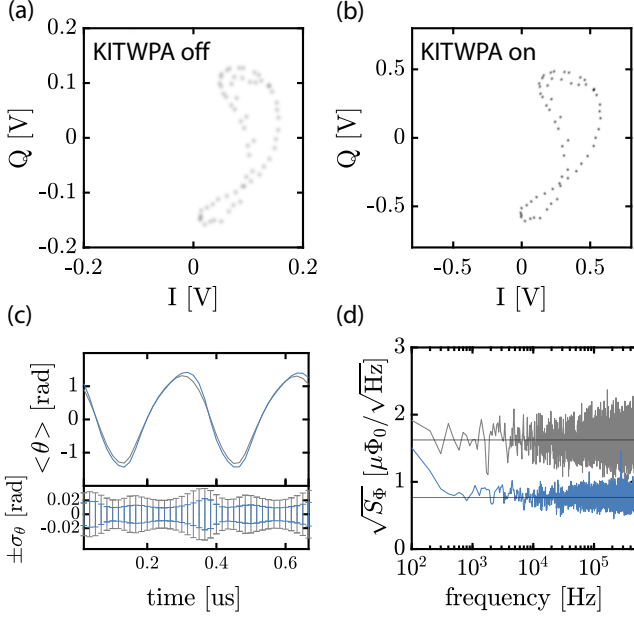 (a)
KITWPA off
Q [V]
0.2
0.1
0
-0.1
-0.2
-0.2
0
0.2
I [V]
(b)
KITWPA on
Q [V]
0.5
0
-0.5
-0.5
0
0.5
I [V]
(c)
<θ> [rad]
1
0
-1
±σθ [rad]
0.02
0
-0.02
0.2
0.4
0.6
time [us]
(d)
√SΦ [μΦ0/√Hz]
3
2
1
0
10^2
10^3
10^4
10^5
frequency [Hz]